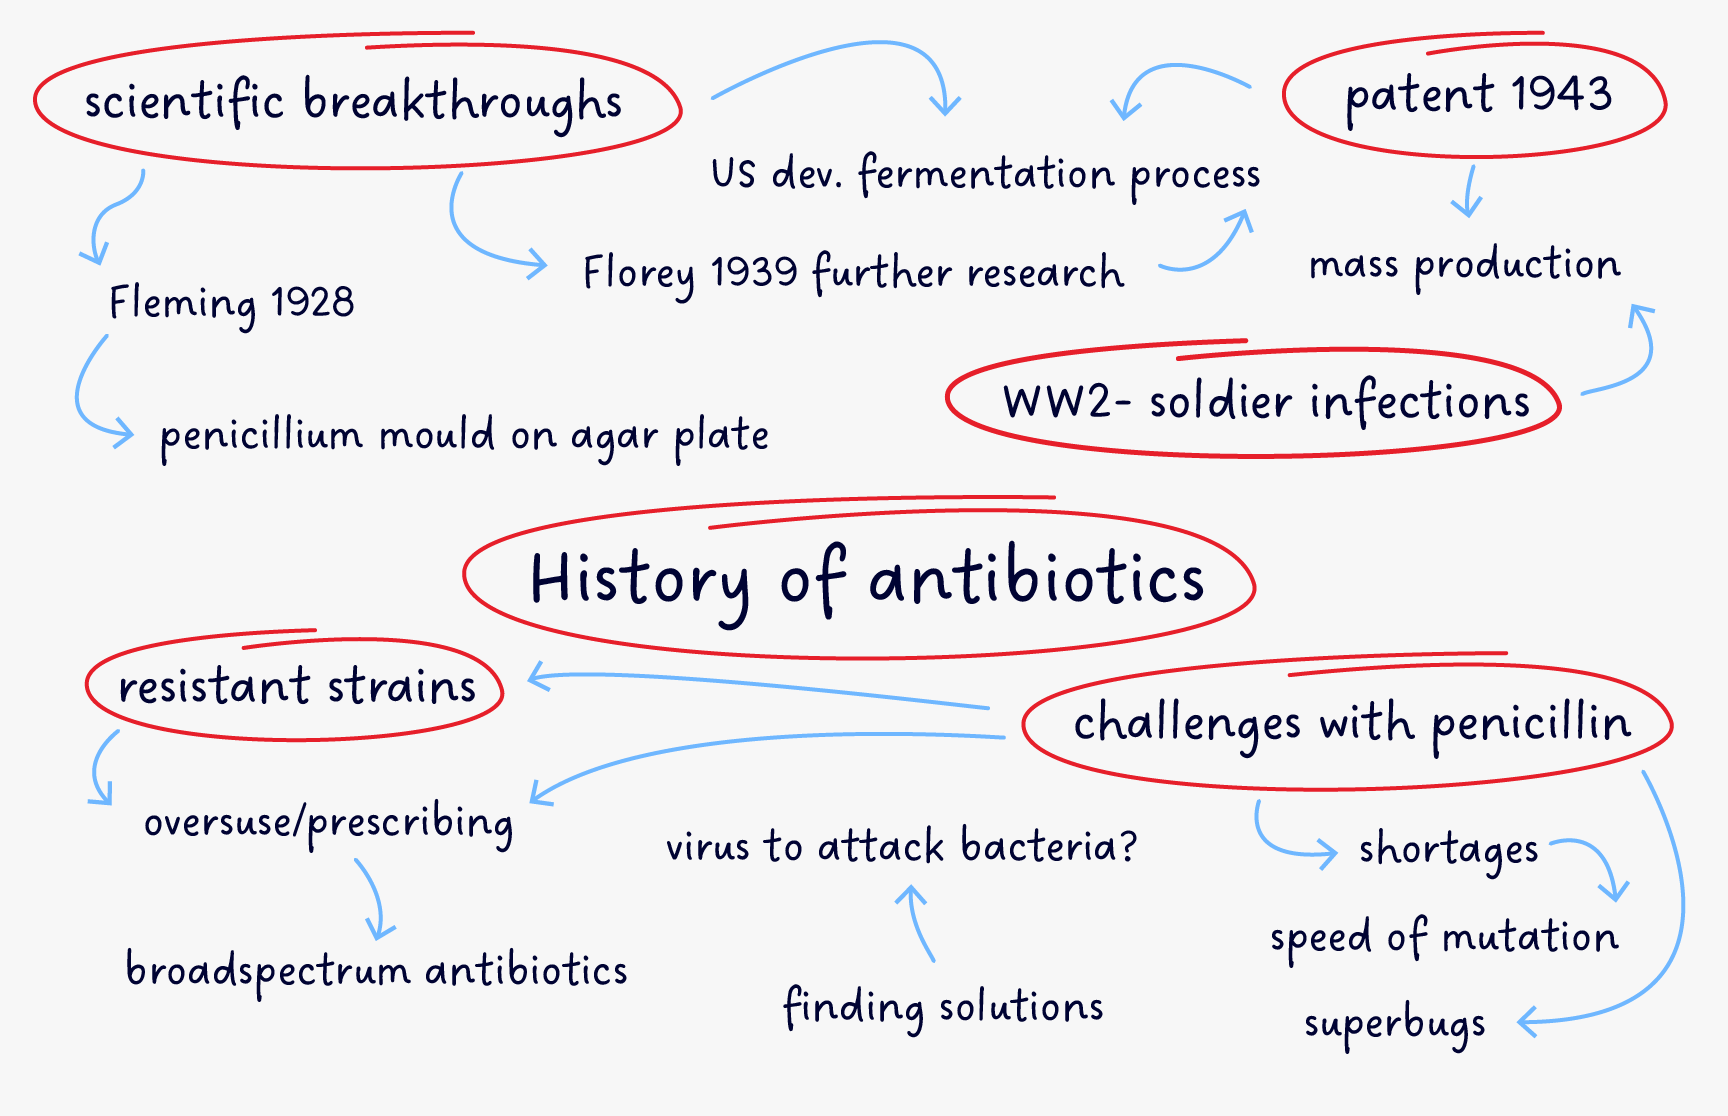 scientific breakthroughs
patent 1943
US dev. fermentation process
Florey 1939 further research
mass production
Fleming 1928
WW2- soldier infections
penicillium mould on agar plate
History of antibiotics
resistant strains
challenges with penicillin
oversuse/prescribing
virus to attack bacteria?
shortages
speed of mutation
broadspectrum antibiotics
finding solutions
superbugs